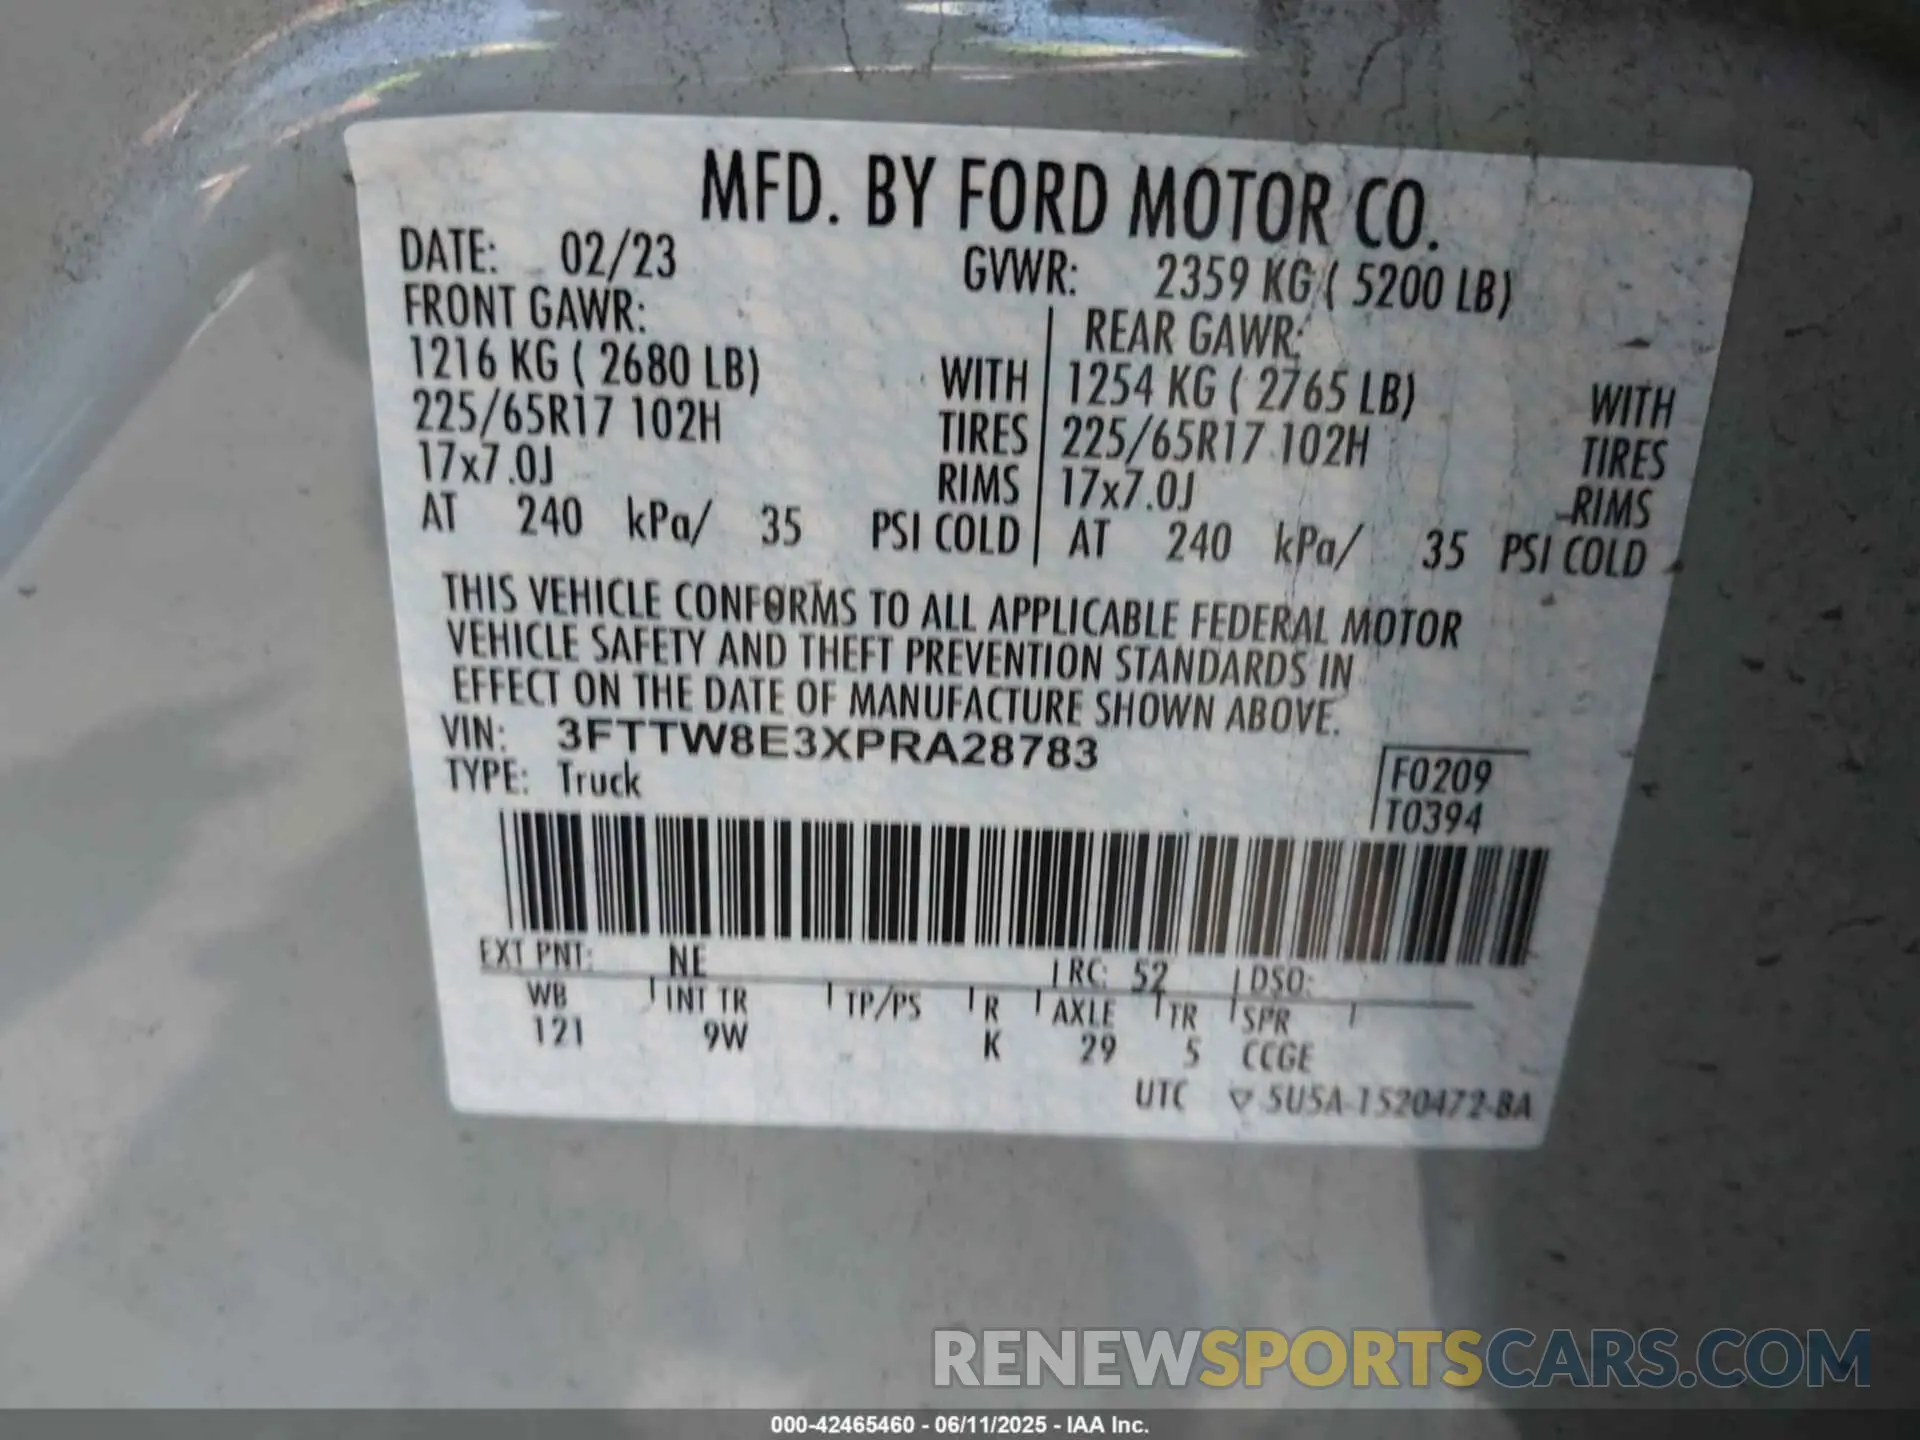 MFD. BY FORD MOTOR CO.
DATE: 02/23 GVWR: 2359 KG ( 5200 LB)
FRONT GAWR: REAR GAWR:
1216 KG ( 2680 LB) WITH 1254 KG ( 2765 LB) WITH
225/65R17 102H TIRES 225/65R17 102H TIRES
17x7.0J RIMS 17x7.0J RIMS
AT 240 kPa/ 35 PSI COLD AT 240 kPa/ 35 PSI COLD
THIS VEHICLE CONFORMS TO ALL APPLICABLE FEDERAL MOTOR
VEHICLE SAFETY AND THEFT PREVENTION STANDARDS IN
EFFECT ON THE DATE OF MANUFACTURE SHOWN ABOVE.
VIN: 3FTTW8E3XPRA28783
TYPE: Truck
F0209
T0394
EXT PNT: NE RC: 52 DSO:
WB INT TR TP/PS R AXLE TR SPR
121 9W K 29 5 CCGE
UTC ▽ 5U5A-1520472-BA
RENEWSPORTSCARS.COM
000-42465460 - 06/11/2025 - IAA Inc.